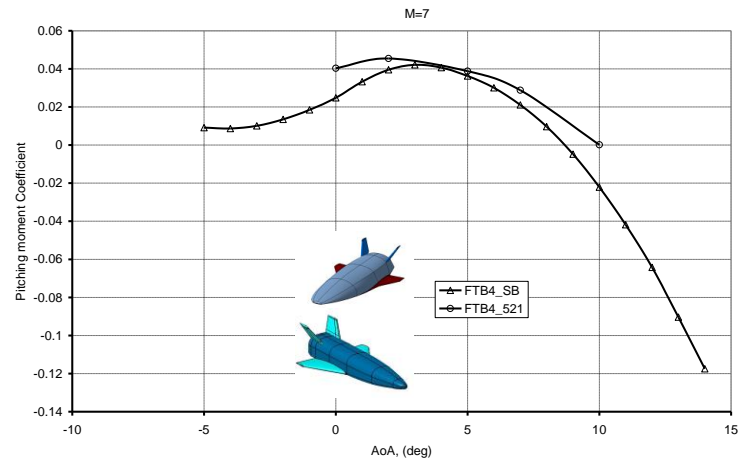 M=7
0.06
0.04
0.02
0
-0.02
-0.04
-0.06
-0.08
-0.1
-0.12
-0.14
Pitching moment Coefficient
FTB4_SB
FTB4_521
-10 -5 0 5 10 15
AoA, (deg)